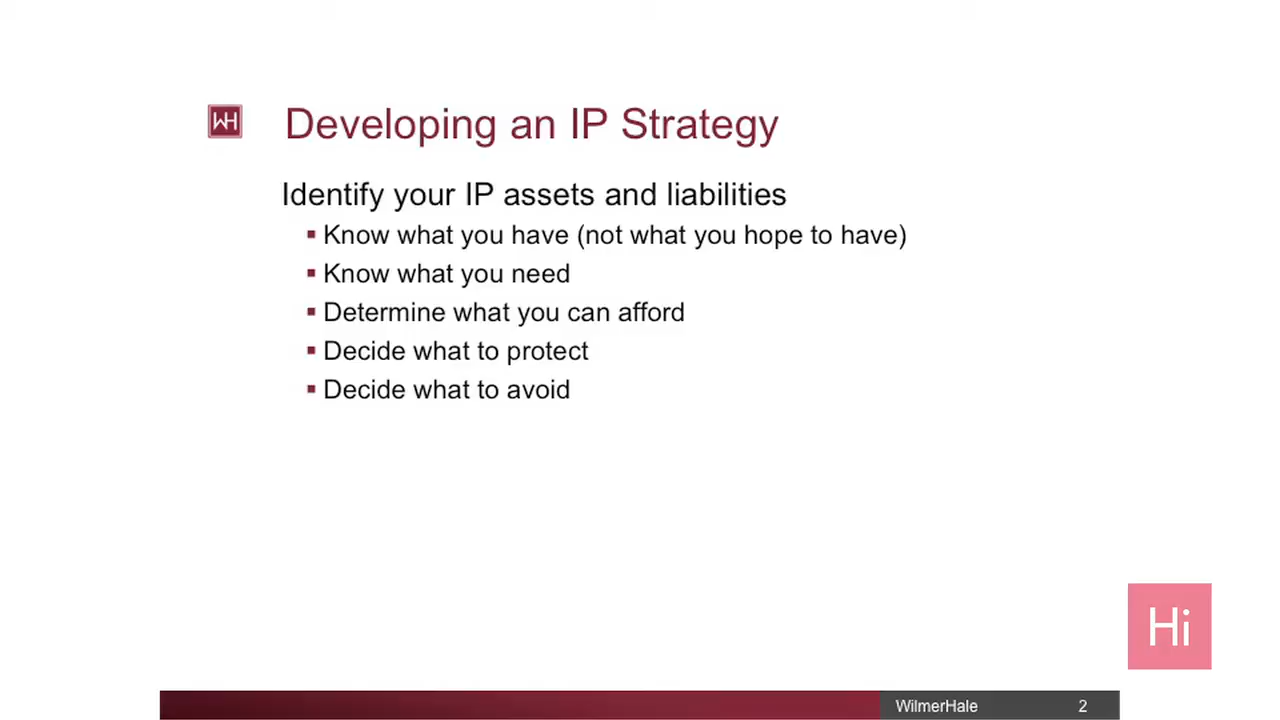 WH
Developing an IP Strategy
Identify your IP assets and liabilities
▪ Know what you have (not what you hope to have)
▪ Know what you need
▪ Determine what you can afford
▪ Decide what to protect
▪ Decide what to avoid
Hi
WilmerHale 2